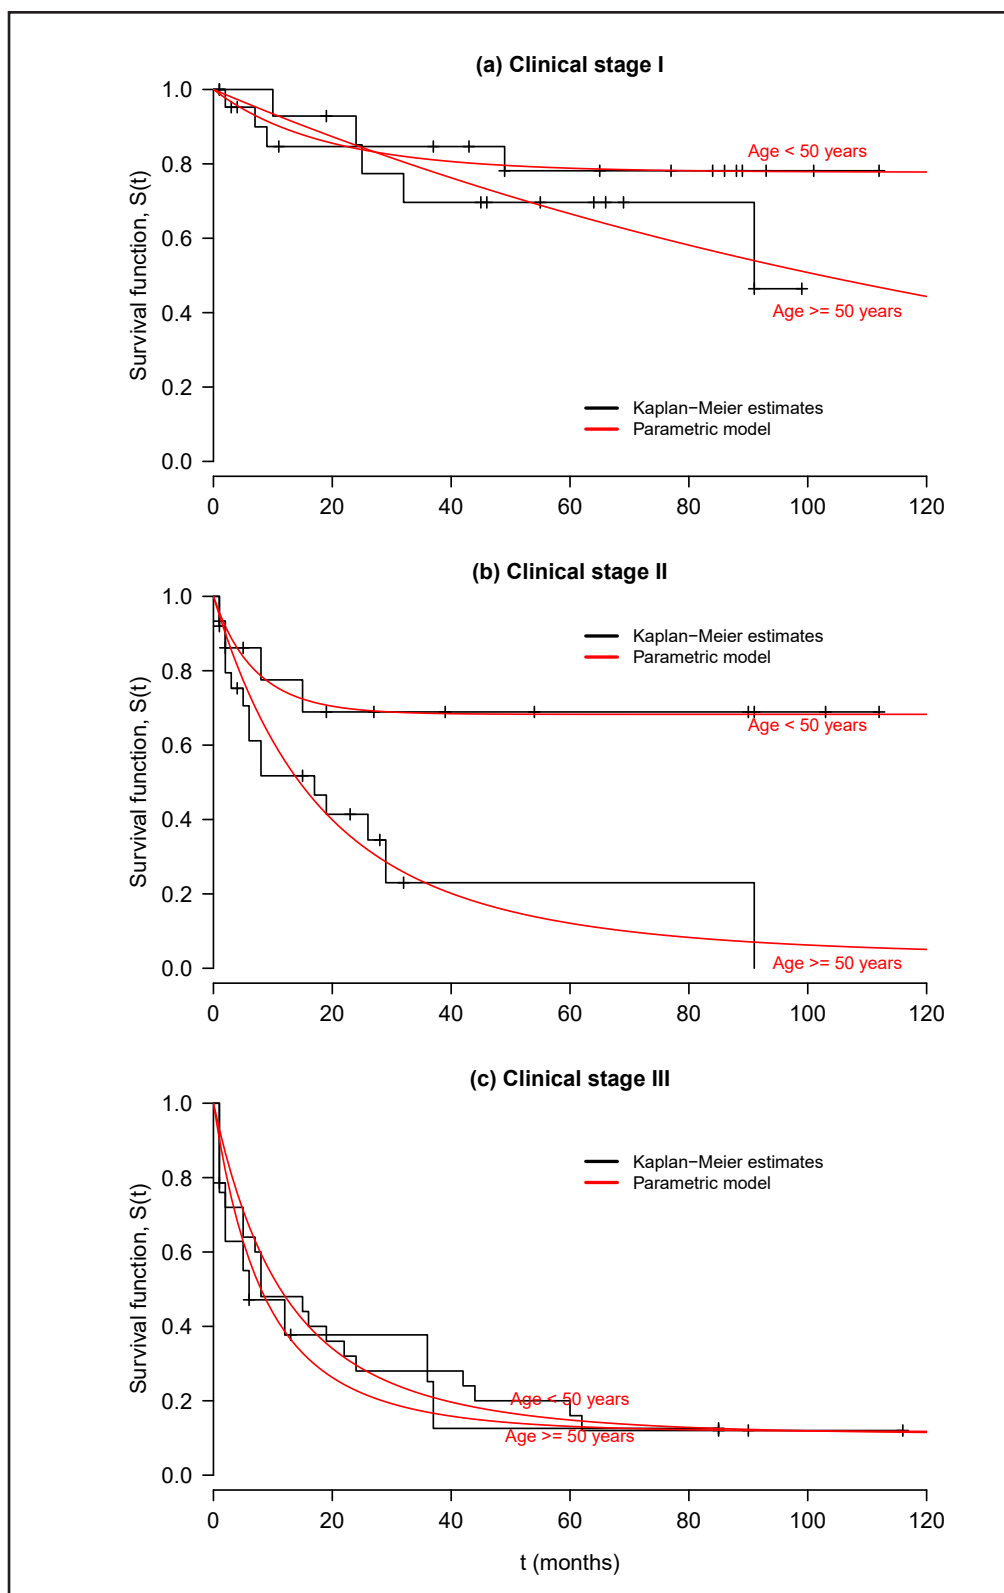 (a) Clinical stage I
Survival function, S(t)
1.0
0.8
0.6
0.4
0.2
0.0
Age < 50 years
Age >= 50 years
Kaplan−Meier estimates
Parametric model
0 20 40 60 80 100 120
(b) Clinical stage II
Survival function, S(t)
1.0
0.8
0.6
0.4
0.2
0.0
Kaplan−Meier estimates
Parametric model
Age < 50 years
Age >= 50 years
0 20 40 60 80 100 120
(c) Clinical stage III
Survival function, S(t)
1.0
0.8
0.6
0.4
0.2
0.0
Kaplan−Meier estimates
Parametric model
Age < 50 years
Age >= 50 years
0 20 40 60 80 100 120
t (months)